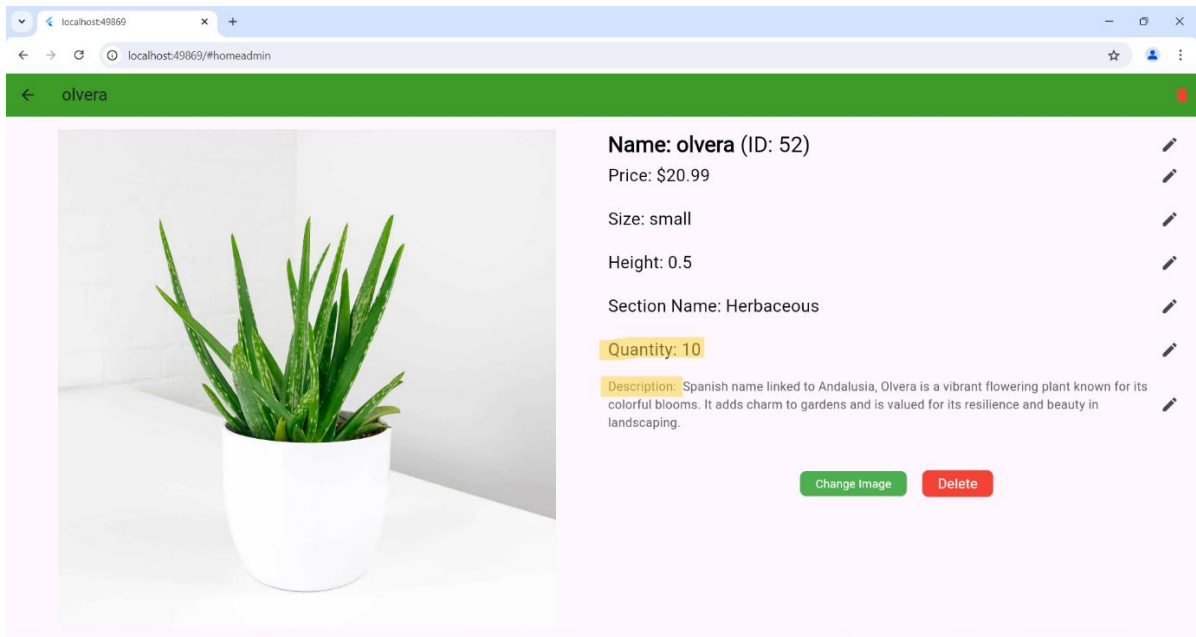 localhost:49869
localhost:49869/#homeadmin
olvera
Name: olvera (ID: 52)
Price: $20.99
Size: small
Height: 0.5
Section Name: Herbaceous
Quantity: 10
Description: Spanish name linked to Andalusia, Olvera is a vibrant flowering plant known for its
colorful blooms. It adds charm to gardens and is valued for its resilience and beauty in
landscaping.
Change Image
Delete